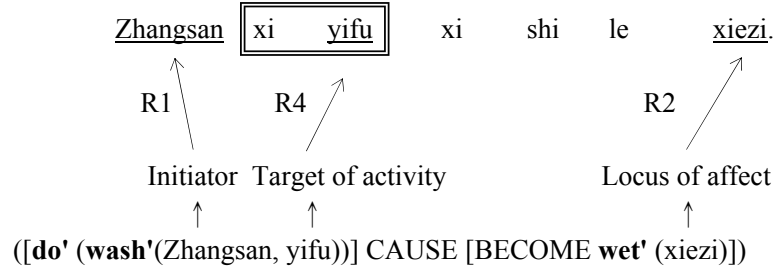 Zhangsan xi yifu xi shi le xiezi.
R1 R4 R2
Initiator Target of activity Locus of affect
([do' (wash'(Zhangsan, yifu))] CAUSE [BECOME wet' (xiezi)])